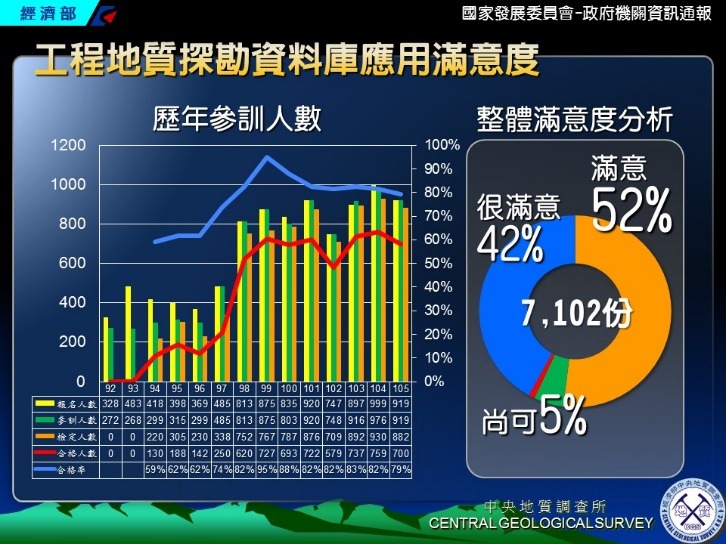 經濟部
國家發展委員會-政府機關資訊通報
工程地質探勘資料庫應用滿意度
歷年參訓人數
整體滿意度分析
1200
1000
800
600
400
200
0
100%
90%
80%
70%
60%
50%
40%
30%
20%
10%
0%
92 93 94 95 96 97 98 99 100 101 102 103 104 105
報名人數 328 483 418 398 369 485 813 875 835 920 747 897 999 919
參訓人數 272 268 299 315 299 485 813 875 803 920 748 916 976 919
檢定人數 0 0 220 305 230 338 752 767 787 876 709 892 930 882
合格人數 0 0 130 188 142 250 620 727 693 722 579 737 759 700
合格率 59% 62% 62% 74% 82% 95% 88% 82% 82% 83% 82% 79%
滿意
52%
很滿意
42%
7,102份
尚可5%
中央地質調查所
CENTRAL GEOLOGICAL SURVEY